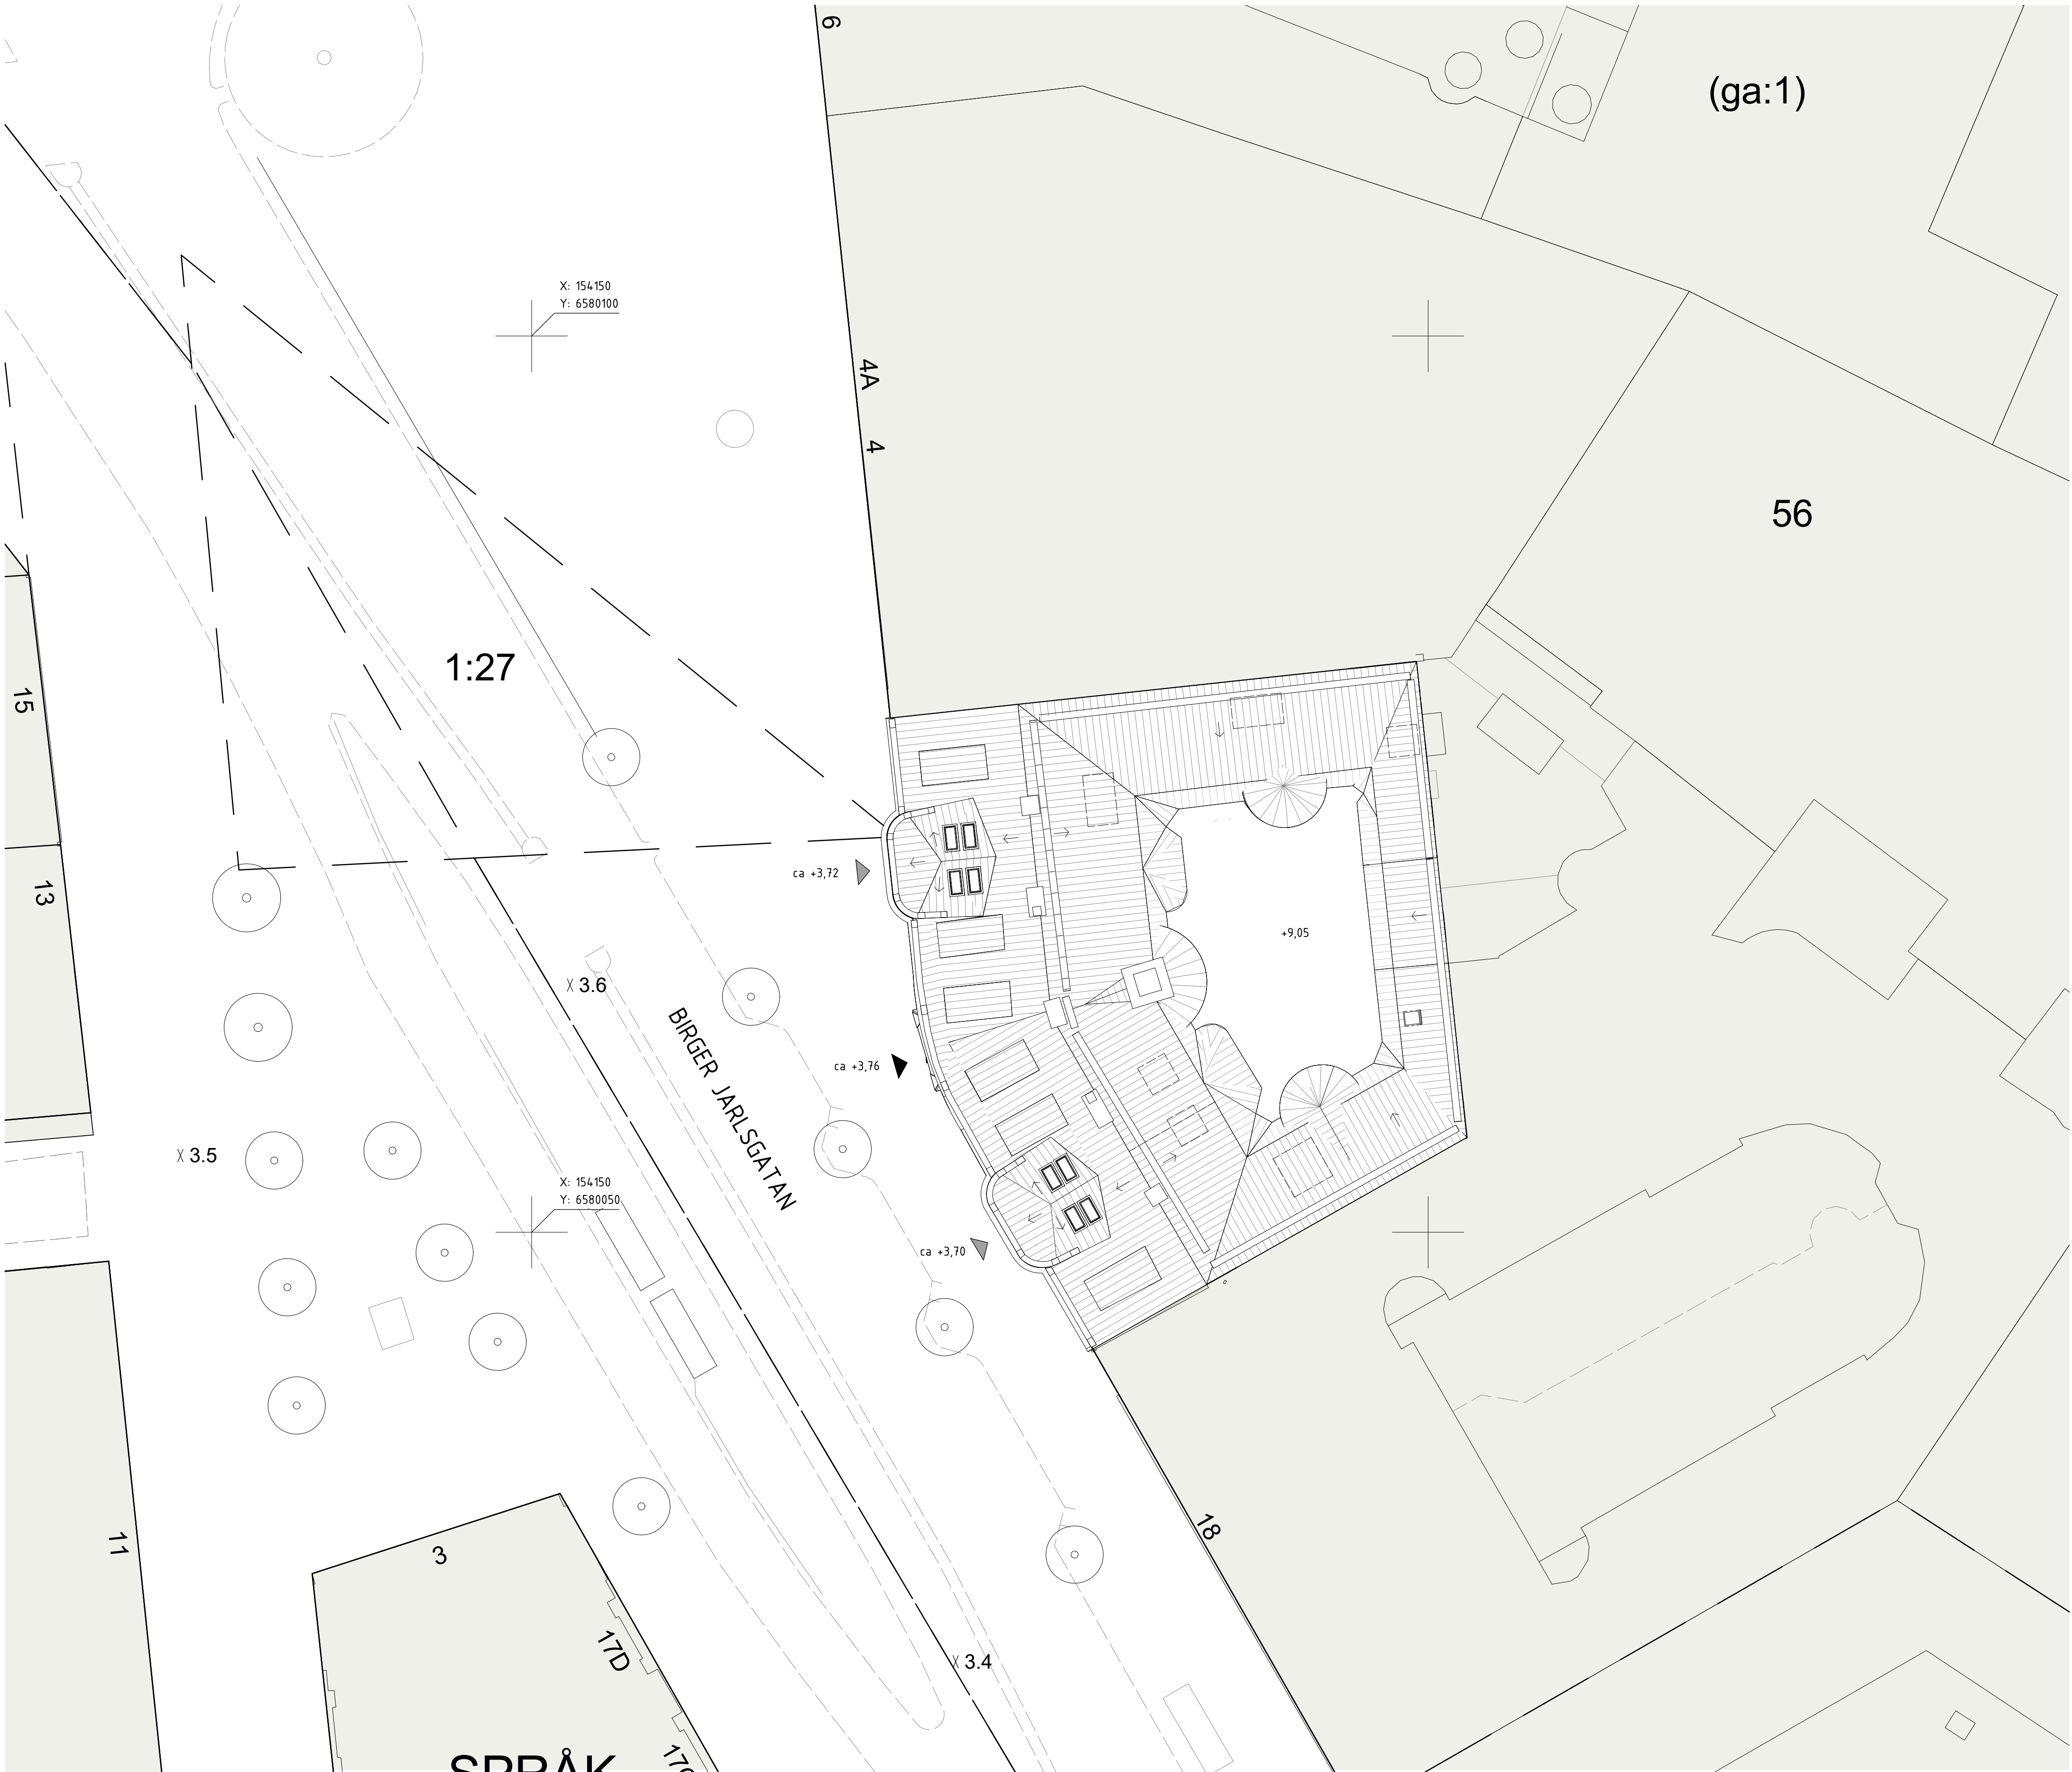 6
(ga:1)
X: 154150
Y: 6580100
4A
4
56
1:27
15
13
ca +3,72
+9,05
3.6
BIRGER JARLSGATAN
ca +3,76
3.5
X: 154150
Y: 6580050
ca +3,70
18
11
3
17D
3.4
SPRÅK